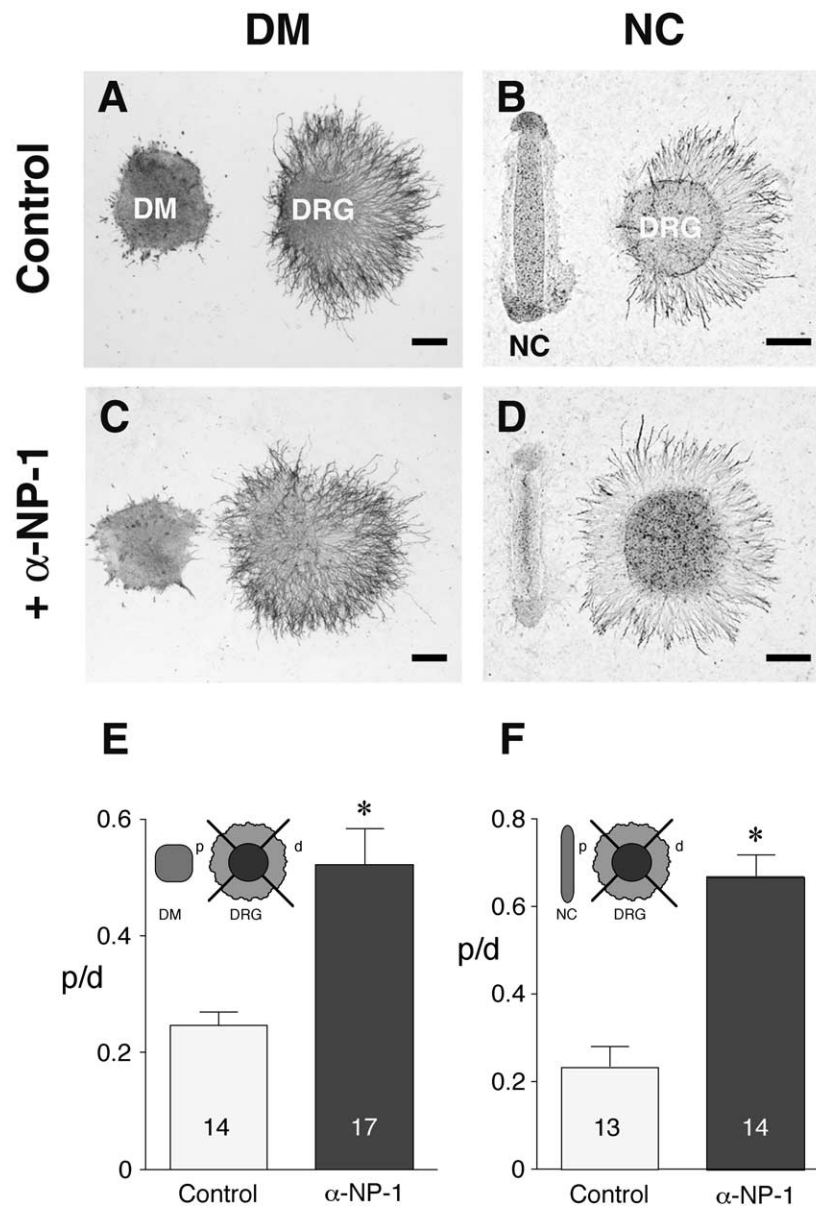 DM NC
Control
A
DM
DRG
B
DRG
NC
+ α-NP-1
C
D
E
0.6
0.4
0.2
0
p/d
*
p
d
DM
DRG
14
17
Control
α-NP-1
F
0.8
0.6
0.4
0.2
0
p/d
*
p
d
NC
DRG
13
14
Control
α-NP-1